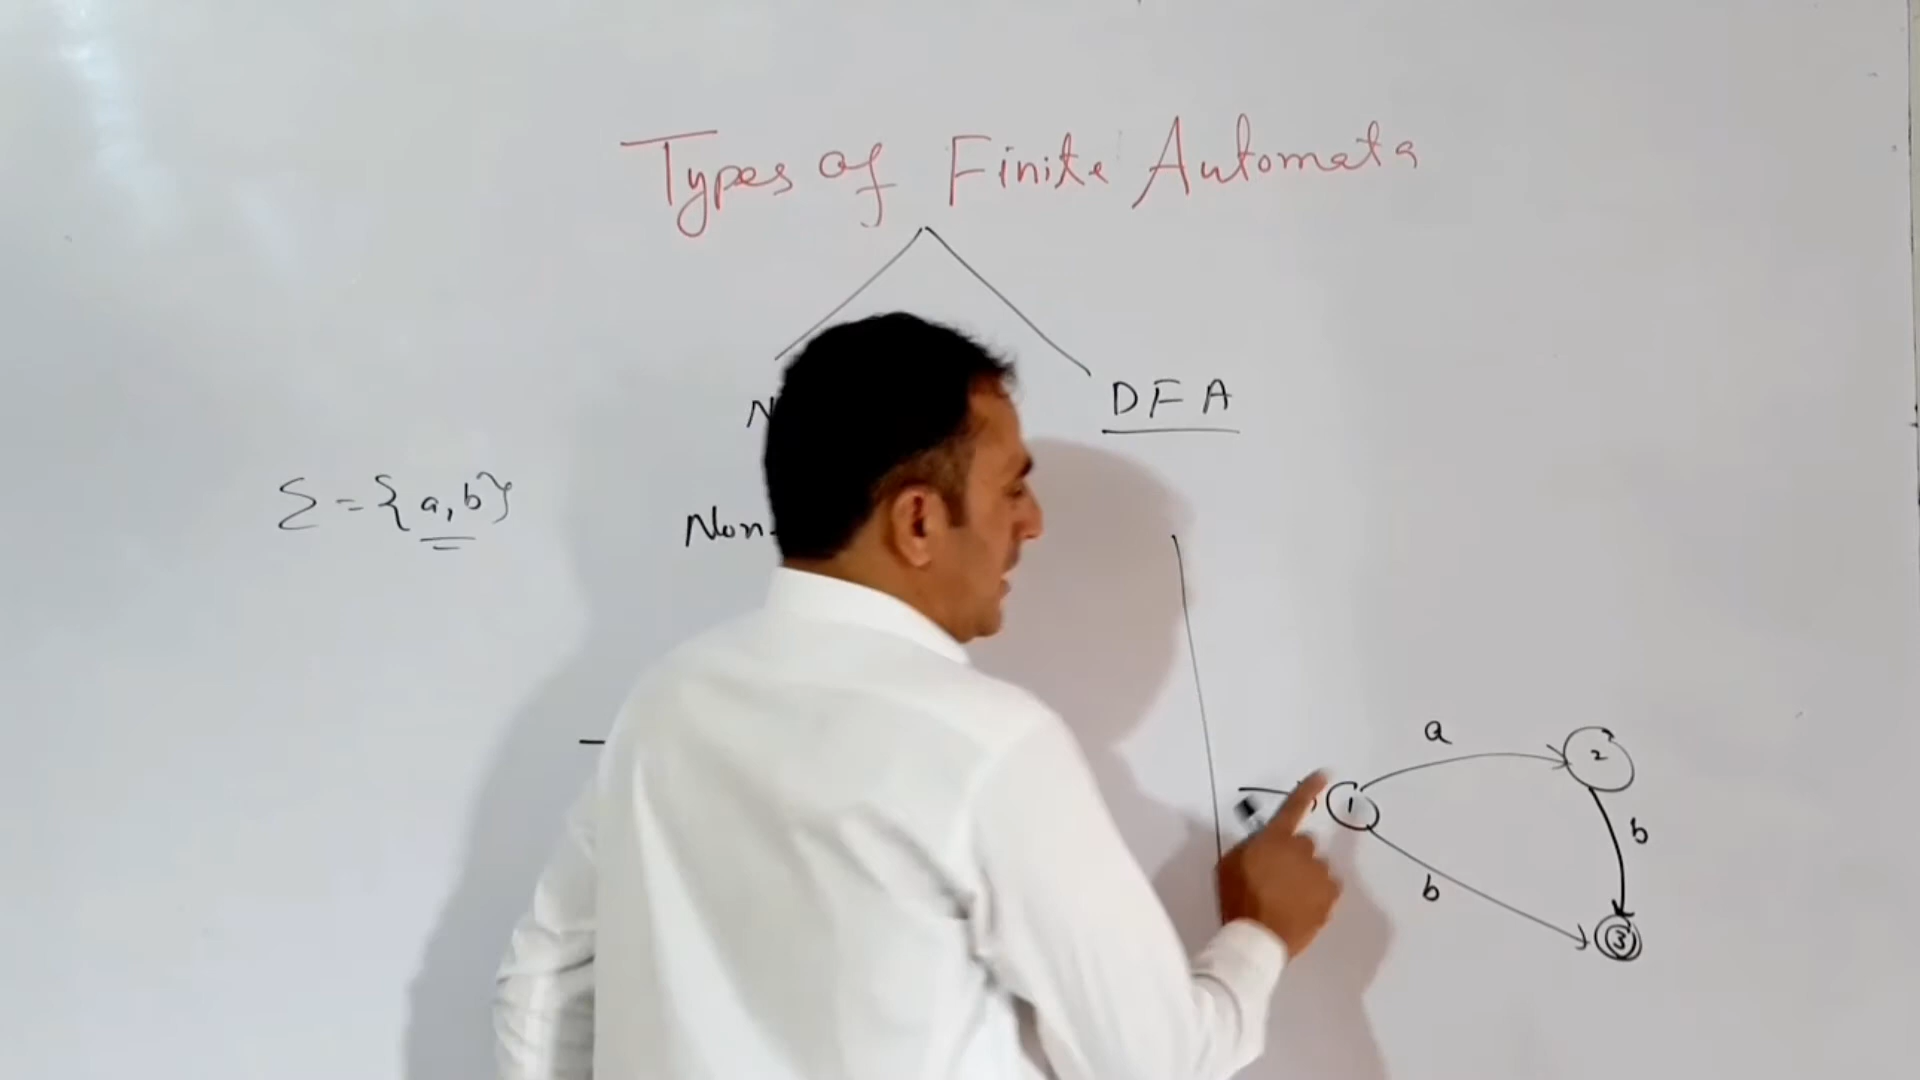 Types of Finite Automata
DFA
Σ = {a, b}
Non-
a
2
1
b
b
3